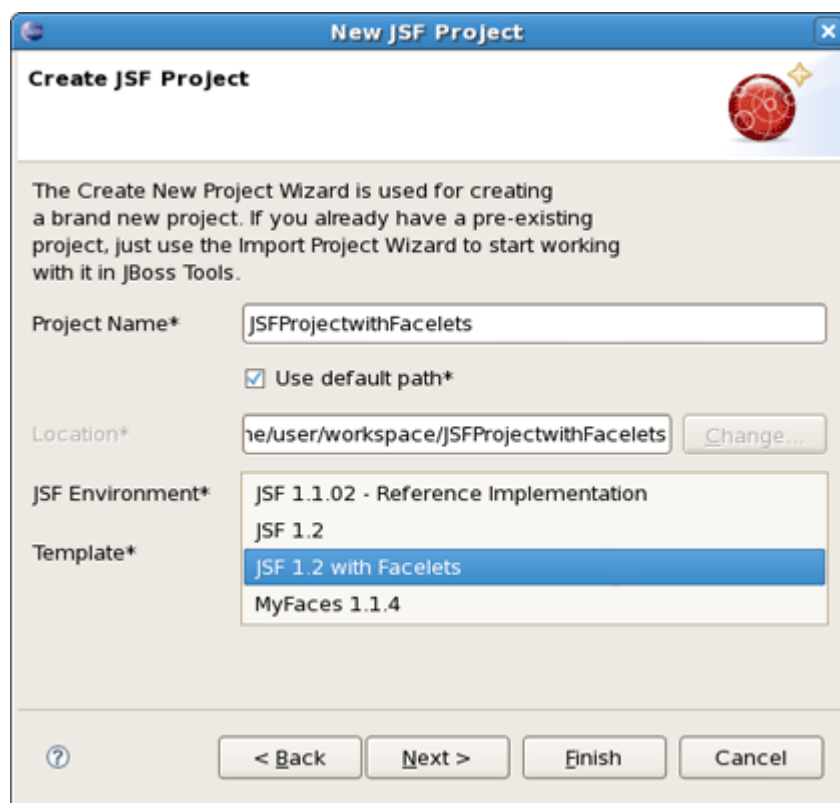 New JSF Project
Create JSF Project
The Create New Project Wizard is used for creating
a brand new project. If you already have a pre-existing
project, just use the Import Project Wizard to start working
with it in JBoss Tools.
Project Name*
JSFProjectwithFacelets
Use default path*
Location*
ne/user/workspace/JSFProjectwithFacelets
Change...
JSF Environment*
JSF 1.1.02 - Reference Implementation
JSF 1.2
Template*
JSF 1.2 with Facelets
MyFaces 1.1.4
?
< Back
Next >
Finish
Cancel